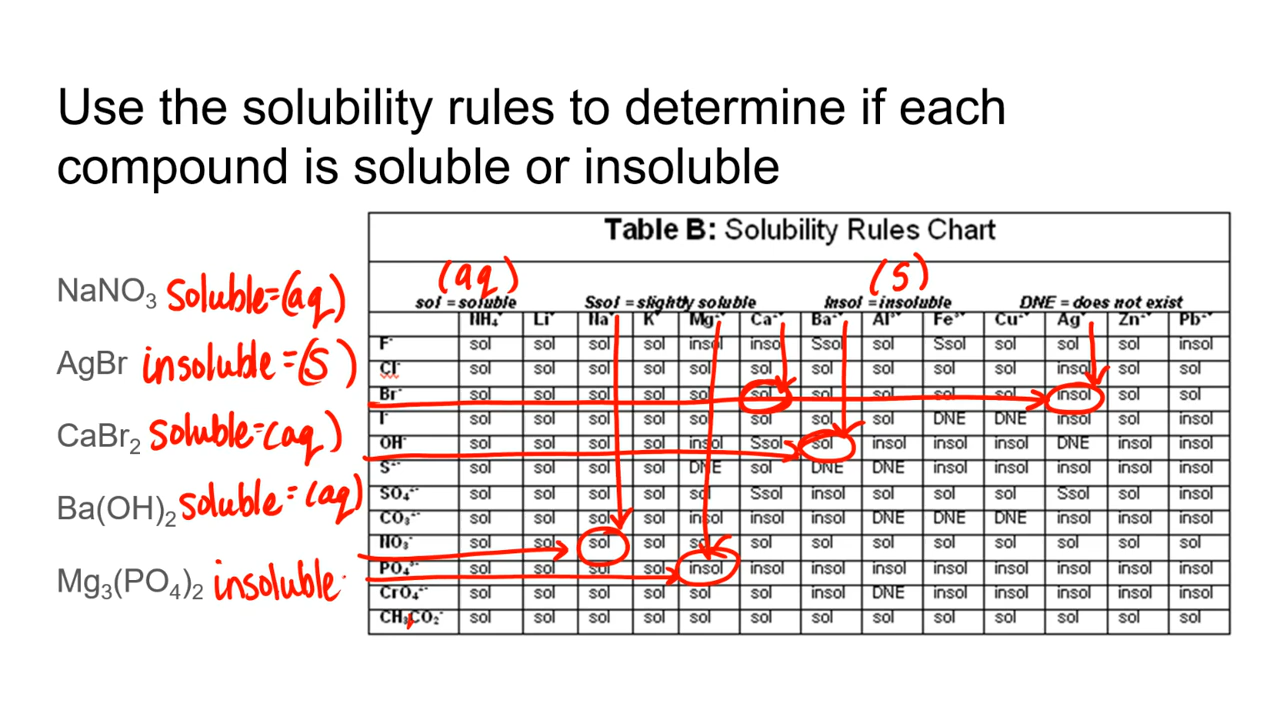 Use the solubility rules to determine if each
compound is soluble or insoluble
Table B: Solubility Rules Chart
(aq) (S)
sol = soluble Ssol = slightly soluble Insol = insoluble DNE = does not exist
NH₄⁺ Li⁺ Na⁺ K⁺ Mg²⁺ Ca²⁺ Ba²⁺ Al³⁺ Fe³⁺ Cu²⁺ Ag⁺ Zn²⁺ Pb²⁺
F⁻ sol sol sol sol insol insol Ssol sol Ssol sol sol sol insol
Cl⁻ sol sol sol sol sol sol sol sol sol sol insol sol sol
Br⁻ sol sol sol sol sol sol sol sol sol sol insol sol sol
I⁻ sol sol sol sol sol sol sol sol DNE DNE insol sol insol
OH⁻ sol sol sol sol insol Ssol sol insol insol insol DNE insol insol
S²⁻ sol sol sol sol DNE sol DNE DNE insol insol insol insol insol
SO₄²⁻ sol sol sol sol sol Ssol insol sol sol sol Ssol sol insol
CO₃²⁻ sol sol sol sol insol insol insol DNE DNE DNE insol insol insol
NO₃⁻ sol sol sol sol sol sol sol sol sol sol sol sol sol
PO₄³⁻ sol sol sol sol insol insol insol insol insol insol insol insol insol
CrO₄²⁻ sol sol sol sol sol sol insol DNE insol insol insol insol insol
CH₃CO₂⁻ sol sol sol sol sol sol sol sol sol sol sol sol sol
NaNO₃ Soluble=(aq)
AgBr insoluble=(S)
CaBr₂ soluble=(aq)
Ba(OH)₂ soluble=(aq)
Mg₃(PO₄)₂ insoluble